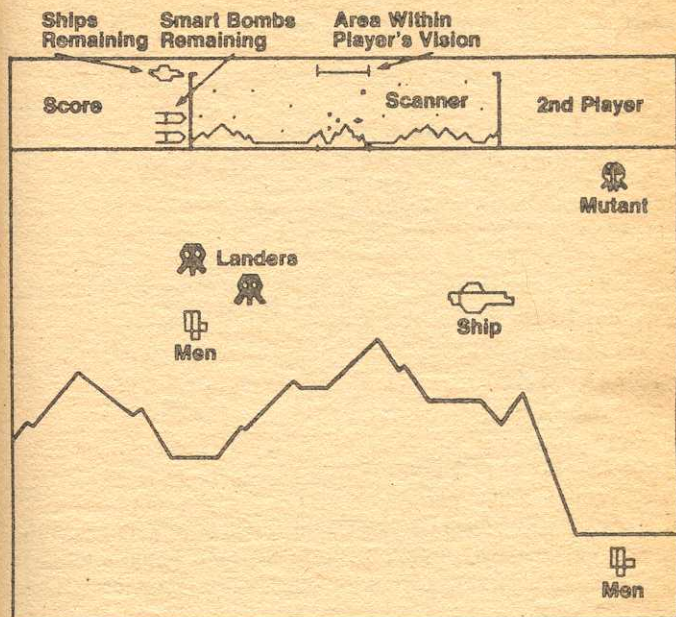 Ships
Remaining
Smart Bombs
Remaining
Area Within
Player's Vision
Score
Scanner
2nd Player
Mutant
Landers
Men
Ship
Men